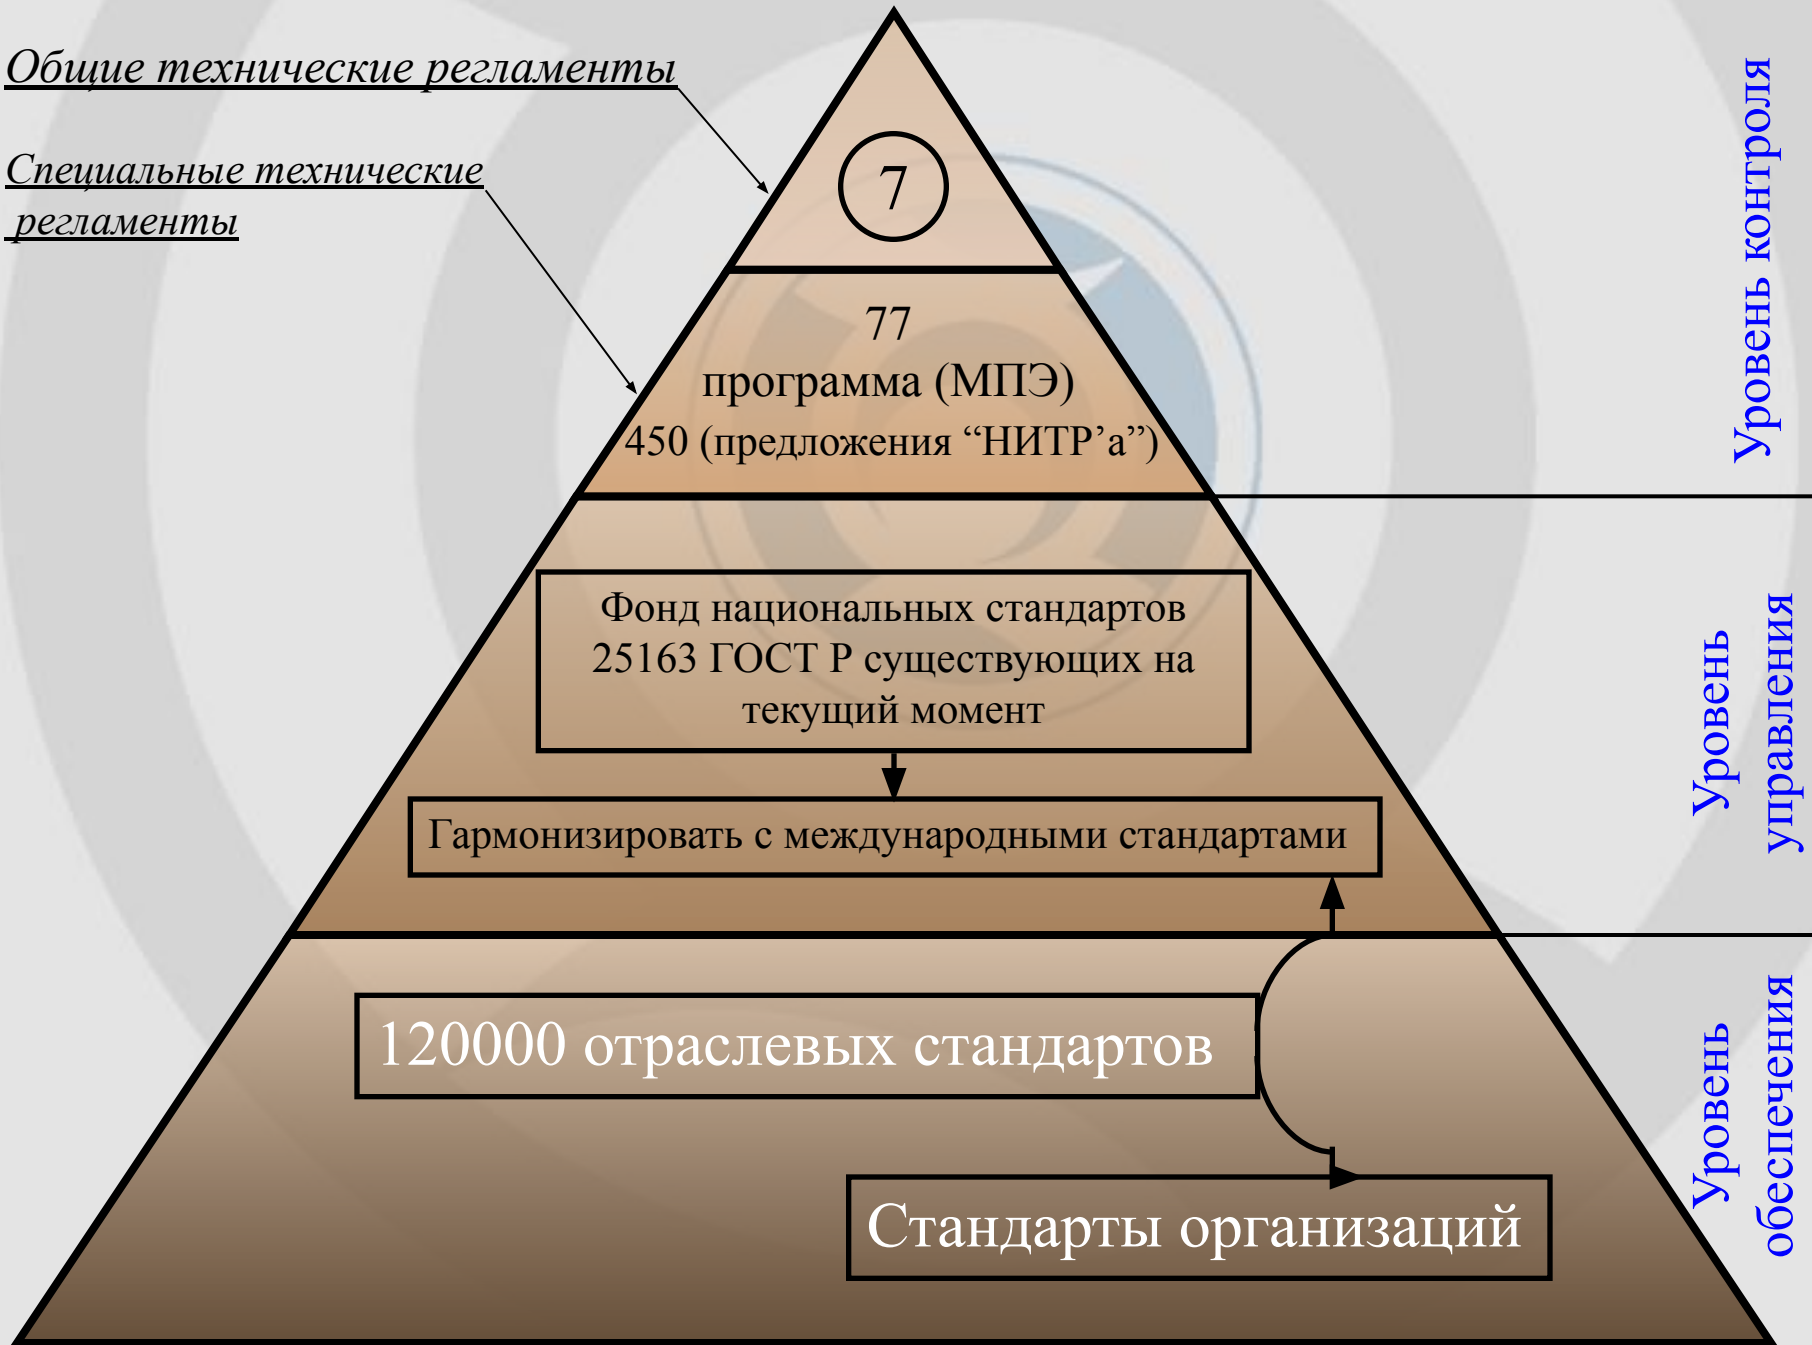 Общие технические регламенты
Специальные технические
регламенты
7
77
программа (МПЭ)
450 (предложения “НИТР’а”)
Уровень контроля
Фонд национальных стандартов
25163 ГОСТ Р существующих на
текущий момент
Гармонизировать с международными стандартами
Уровень
управления
120000 отраслевых стандартов
Стандарты организаций
Уровень
обеспечения